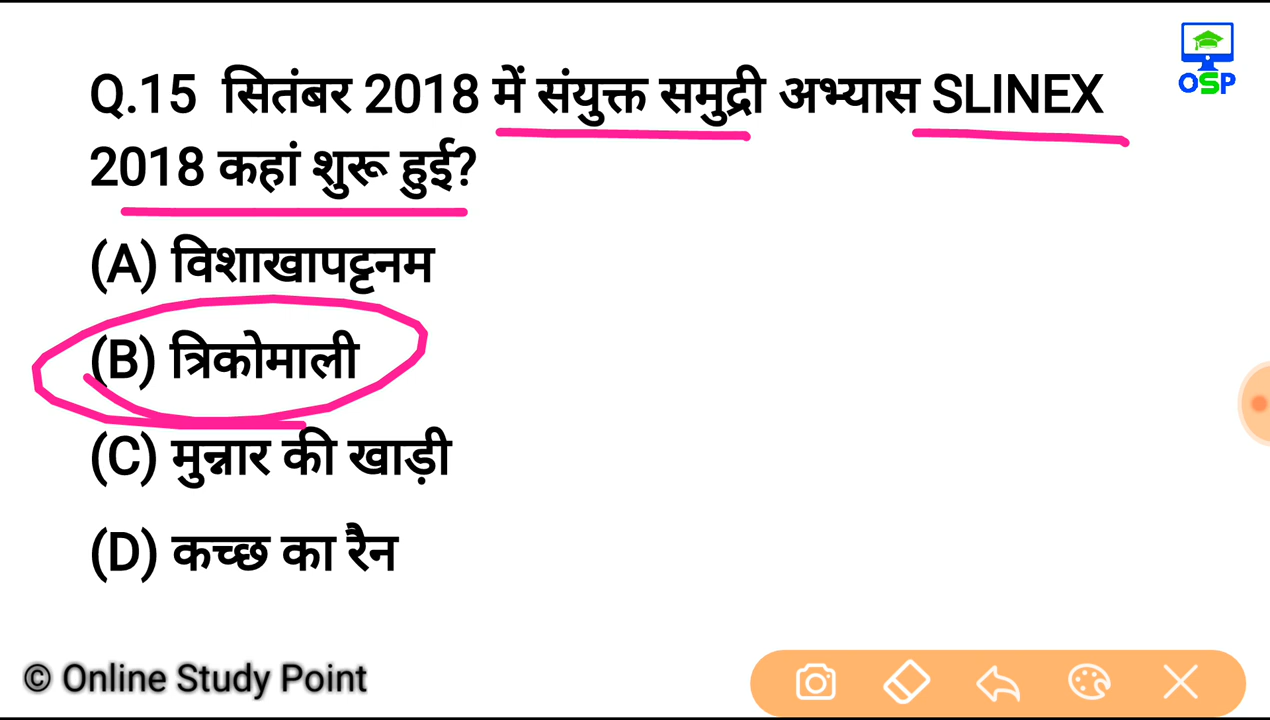 OSP
Q.15 सितंबर 2018 में संयुक्त समुद्री अभ्यास SLINEX
2018 कहां शुरू हुई?
(A) विशाखापट्टनम
(B) त्रिकोमाली
(C) मुन्नार की खाड़ी
(D) कच्छ का रैन
© Online Study Point